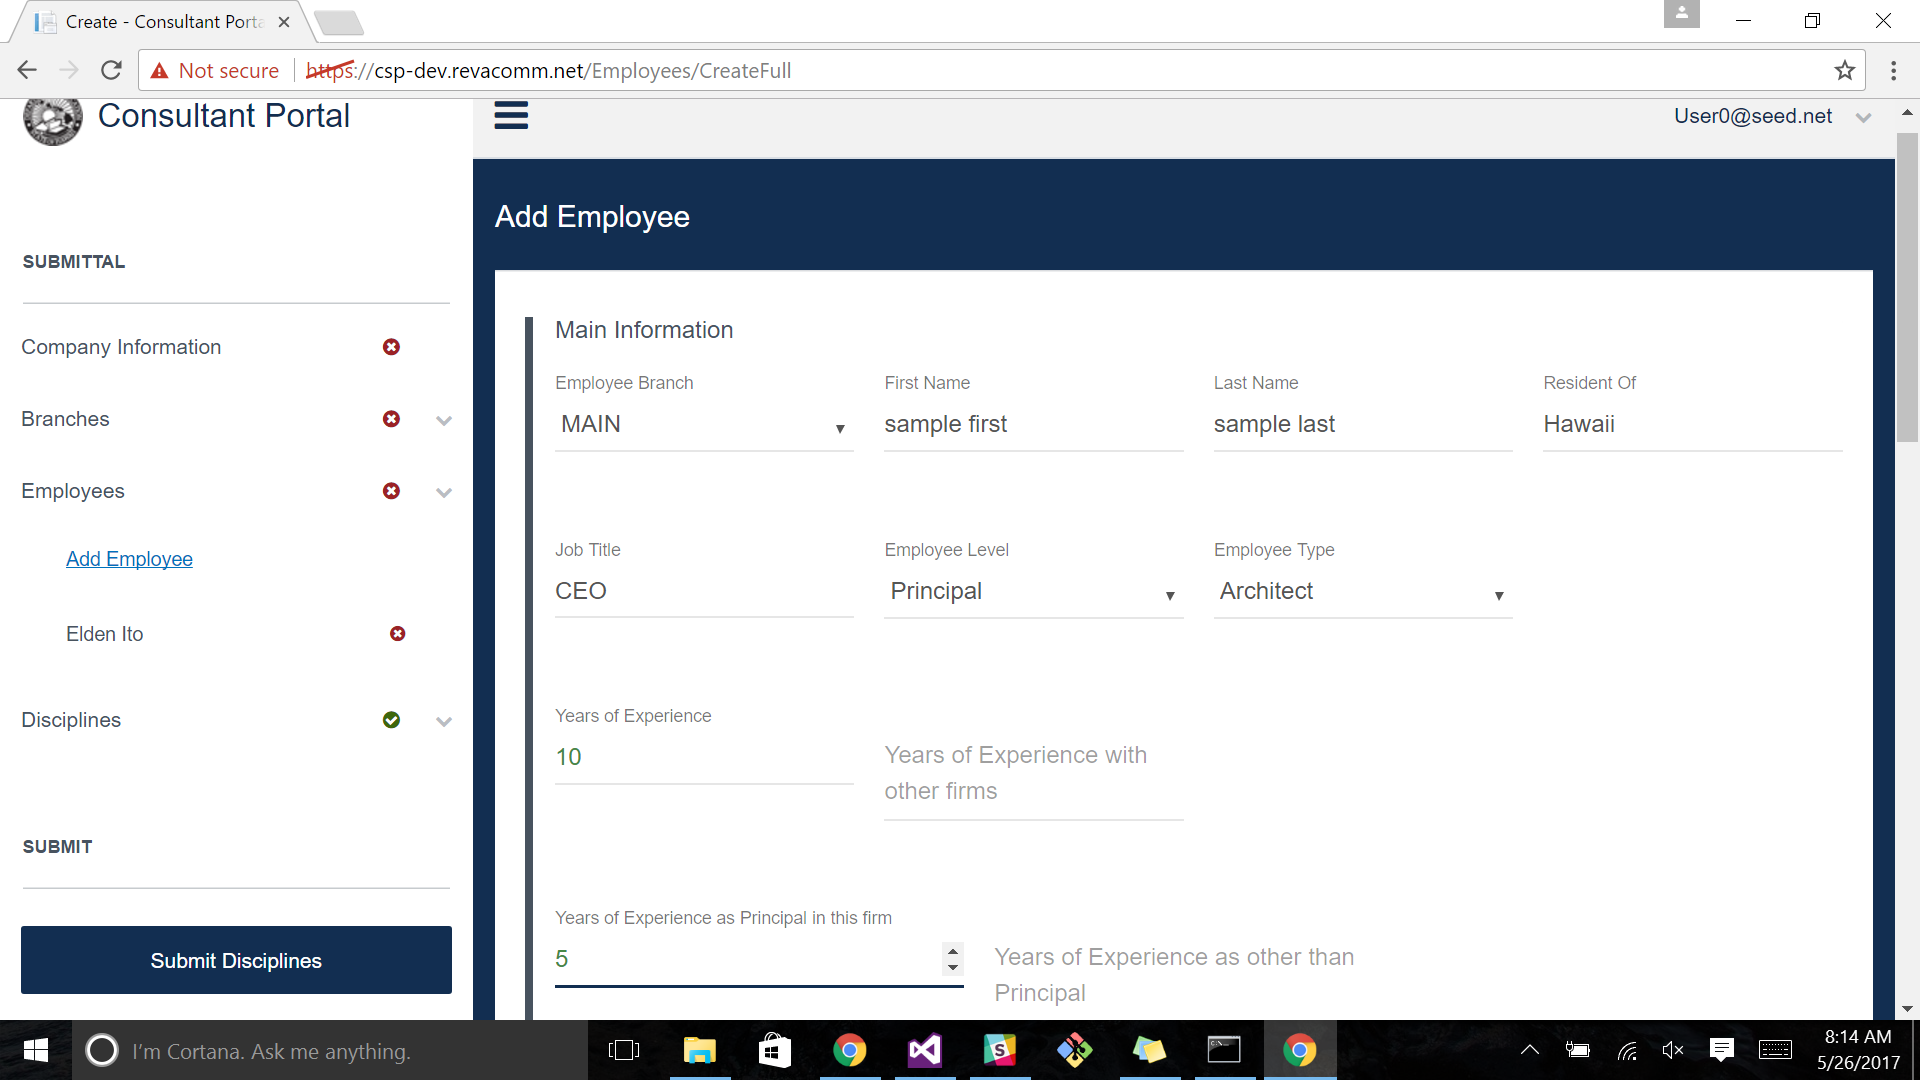 Create - Consultant Porta
Not secure
https://csp-dev.revacomm.net/Employees/CreateFull
Consultant Portal
User0@seed.net
Add Employee
SUBMITTAL
Company Information
Branches
Employees
Add Employee
Elden Ito
Disciplines
SUBMIT
Submit Disciplines
Main Information
Employee Branch First Name Last Name Resident Of
MAIN sample first sample last Hawaii
Job Title Employee Level Employee Type
CEO Principal Architect
Years of Experience
10
Years of Experience with
other firms
Years of Experience as Principal in this firm
5
Years of Experience as other than
Principal
I'm Cortana. Ask me anything.
8:14 AM
5/26/2017